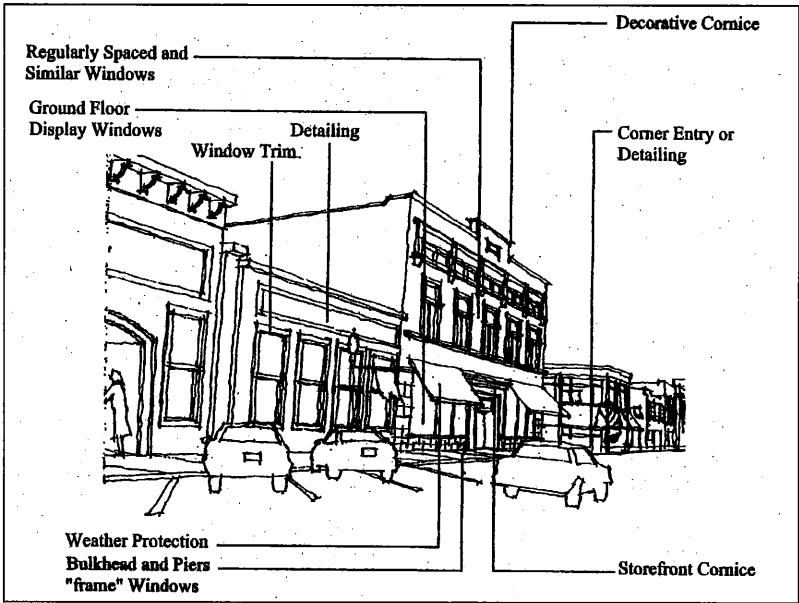 Decorative Cornice
Regularly Spaced and
Similar Windows
Ground Floor
Display Windows
Detailing
Window Trim.
Corner Entry or
Detailing
Weather Protection
Bulkhead and Piers
"frame" Windows
Storefront Cornice